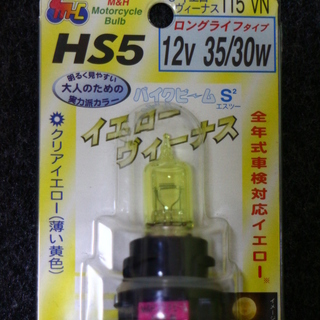 M&H
Motorcycle
Bulb
ヴィーナス 115 VN
HS5
ロングライフタイプ
12v 35/30w
明るく見やすい
大人のための
実力派カラー
バイクビーム S2
エスツー
イエロー
ヴィーナス
クリアイエロー(薄い黄色)
全年式車検対応イエロー※